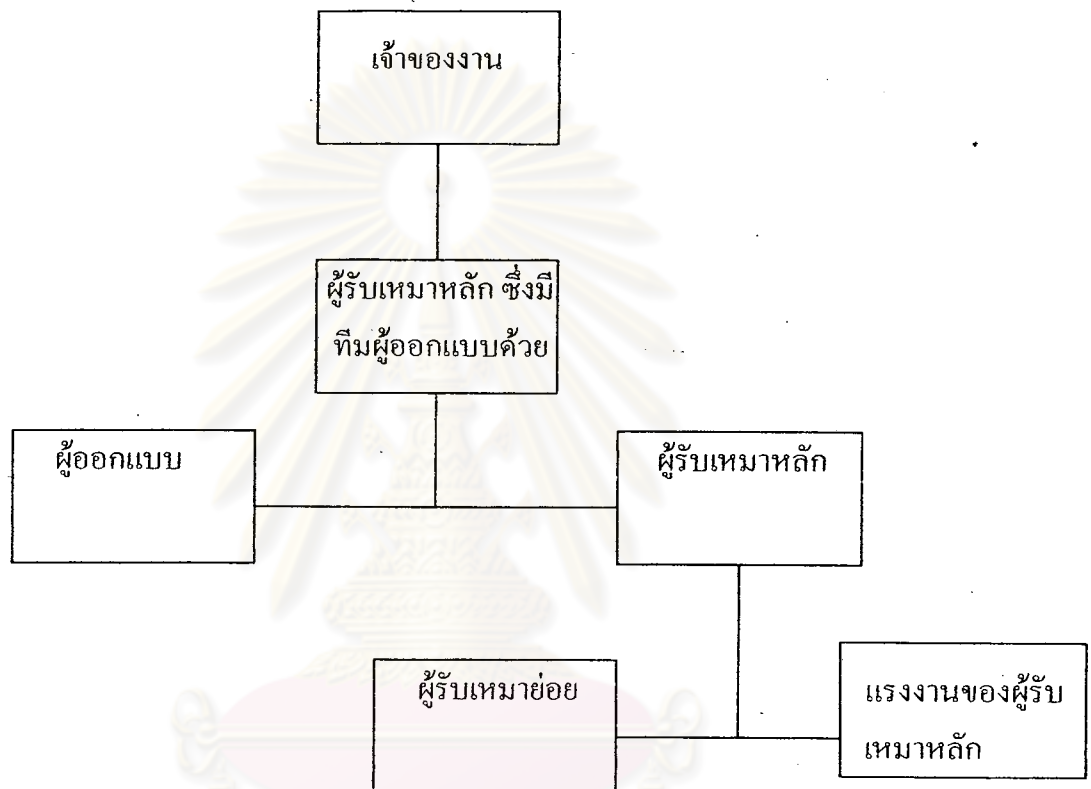 เจ้าของงาน
ผู้รับเหมาหลัก ซึ่งมี
ทีมผู้ออกแบบด้วย
ผู้ออกแบบ
ผู้รับเหมาหลัก
ผู้รับเหมาย่อย
แรงงานของผู้รับ
เหมาหลัก